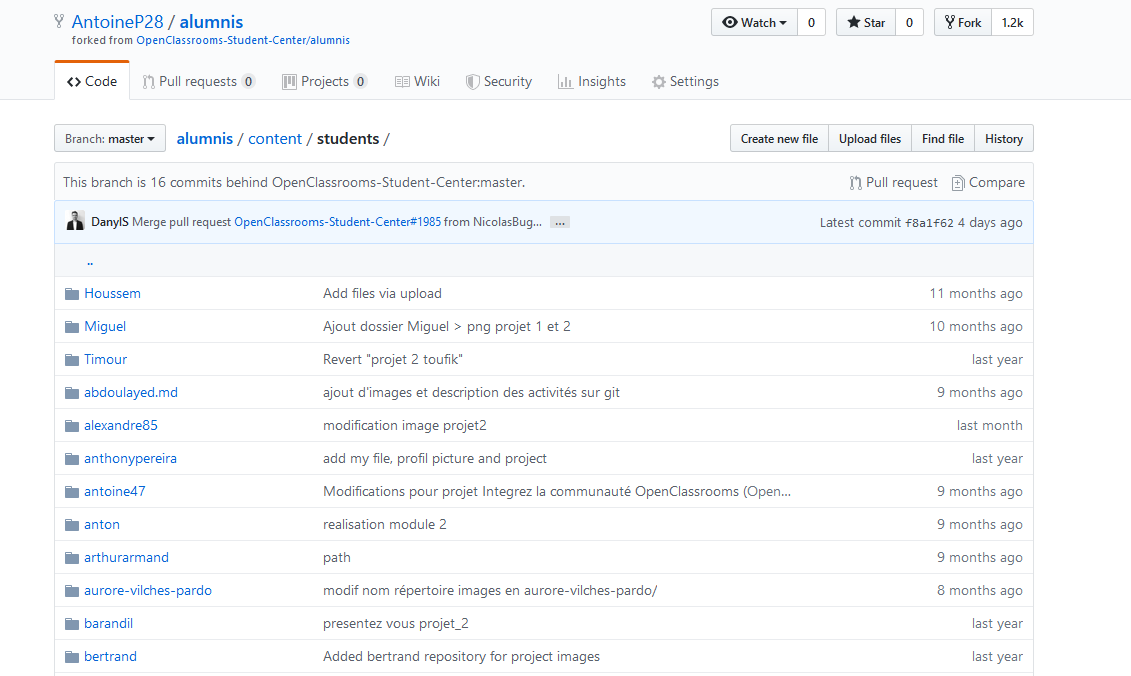 AntoineP28 / alumnis
Watch 0 Star 0 Fork 1.2k
forked from OpenClassrooms-Student-Center/alumnis
Code Pull requests 0 Projects 0 Wiki Security Insights Settings
Branch: master alumnis / content / students / Create new file Upload files Find file History
This branch is 16 commits behind OpenClassrooms-Student-Center:master. Pull request Compare
DanylS Merge pull request OpenClassrooms-Student-Center#1985 from NicolasBug... ... Latest commit f8a1f62 4 days ago
..
Houssem Add files via upload 11 months ago
Miguel Ajout dossier Miguel > png projet 1 et 2 10 months ago
Timour Revert "projet 2 toufik" last year
abdoulayed.md ajout d'images et description des activités sur git 9 months ago
alexandre85 modification image projet2 last month
anthonypereira add my file, profil picture and project last year
antoine47 Modifications pour projet Integrez la communauté OpenClassrooms (Open... 9 months ago
anton realisation module 2 9 months ago
arthurarmand path 9 months ago
aurore-vilches-pardo modif nom répertoire images en aurore-vilches-pardo/ 8 months ago
barandil presentez vous projet_2 last year
bertrand Added bertrand repository for project images last year